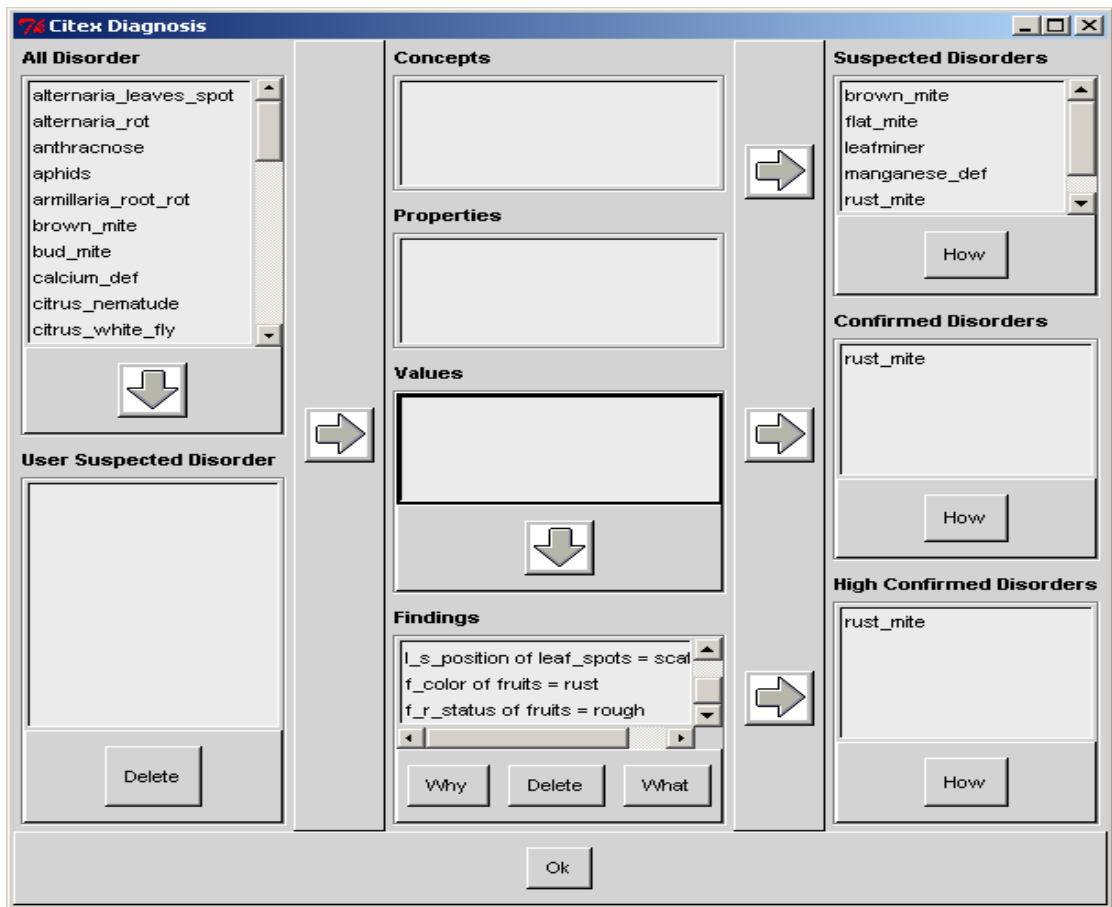 Citex Diagnosis
All Disorder
alternaria_leaves_spot
alternaria_rot
anthracnose
aphids
armillaria_root_rot
brown_mite
bud_mite
calcium_def
citrus_nematude
citrus_white_fly
User Suspected Disorder
Delete
Concepts
Properties
Values
Findings
l_s_position of leaf_spots = scat
f_color of fruits = rust
f_r_status of fruits = rough
Why
Delete
What
Suspected Disorders
brown_mite
flat_mite
leafminer
manganese_def
rust_mite
How
Confirmed Disorders
rust_mite
How
High Confirmed Disorders
rust_mite
How
Ok